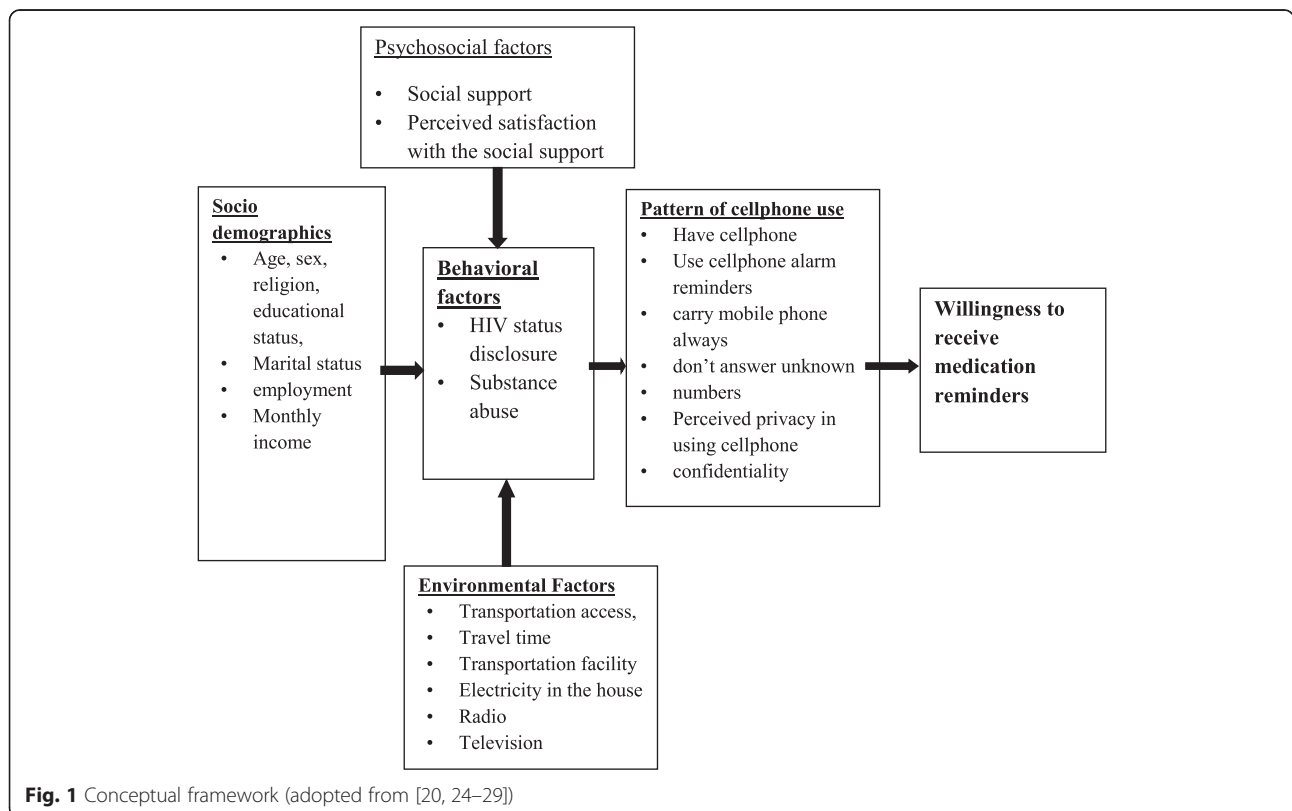 Psychosocial factors
• Social support
• Perceived satisfaction
with the social support
Socio
demographics
• Age, sex,
religion,
educational
status,
• Marital status
• employment
• Monthly
income
Behavioral
factors
• HIV status
disclosure
• Substance
abuse
Pattern of cellphone use
• Have cellphone
• Use cellphone alarm
reminders
• carry mobile phone
always
• don't answer unknown
• numbers
• Perceived privacy in
using cellphone
• confidentiality
Willingness to
receive
medication
reminders
Environmental Factors
• Transportation access,
• Travel time
• Transportation facility
• Electricity in the house
• Radio
• Television
Fig. 1 Conceptual framework (adopted from [20, 24–29])